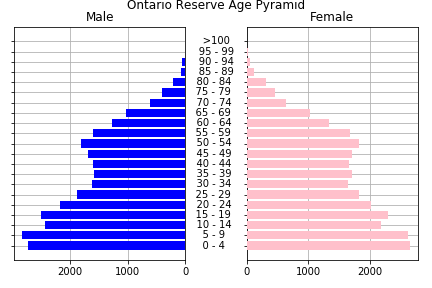 Ontario Reserve Age Pyramid
Male Female
>100
95 - 99
90 - 94
85 - 89
80 - 84
75 - 79
70 - 74
65 - 69
60 - 64
55 - 59
50 - 54
45 - 49
40 - 44
35 - 39
30 - 34
25 - 29
20 - 24
15 - 19
10 - 14
5 - 9
0 - 4
2000 1000 0 0 1000 2000